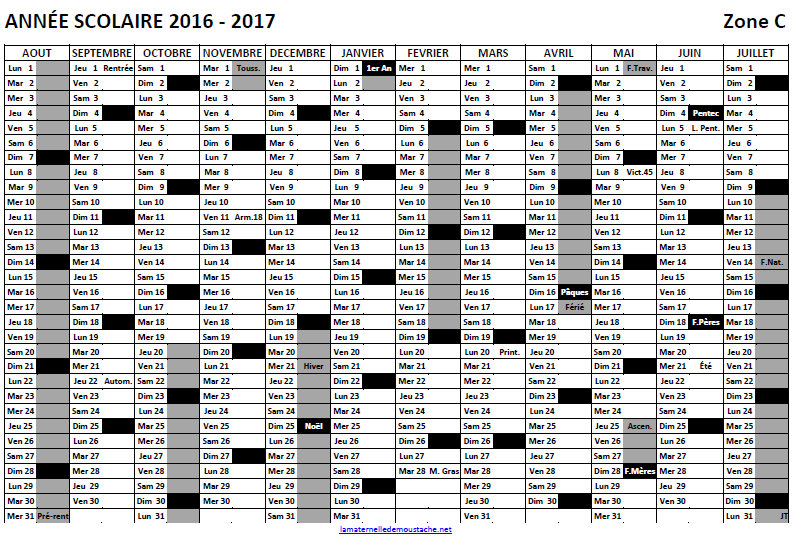 ANNÉE SCOLAIRE 2016 - 2017 Zone C
AOUT SEPTEMBRE OCTOBRE NOVEMBRE DECEMBRE JANVIER FEVRIER MARS AVRIL MAI JUIN JUILLET
Lun 1 Jeu 1 Rentrée Sam 1 Mar 1 Touss. Jeu 1 Dim 1 1er An Mer 1 Mer 1 Sam 1 Lun 1 F.Trav. Jeu 1 Sam 1
Mar 2 Ven 2 Dim 2 Mer 2 Ven 2 Lun 2 Jeu 2 Jeu 2 Dim 2 Mar 2 Ven 2 Dim 2
Mer 3 Sam 3 Lun 3 Jeu 3 Sam 3 Mar 3 Ven 3 Ven 3 Lun 3 Mer 3 Sam 3 Lun 3
Jeu 4 Dim 4 Mar 4 Ven 4 Dim 4 Mer 4 Sam 4 Sam 4 Mar 4 Jeu 4 Dim 4 Pentec Mar 4
Ven 5 Lun 5 Mer 5 Sam 5 Lun 5 Jeu 5 Dim 5 Dim 5 Mer 5 Ven 5 Lun 5 L. Pent. Mer 5
Sam 6 Mar 6 Jeu 6 Dim 6 Mar 6 Ven 6 Lun 6 Lun 6 Jeu 6 Sam 6 Mar 6 Jeu 6
Dim 7 Mer 7 Ven 7 Lun 7 Mer 7 Sam 7 Mar 7 Mar 7 Ven 7 Dim 7 Mer 7 Ven 7
Lun 8 Jeu 8 Sam 8 Mar 8 Jeu 8 Dim 8 Mer 8 Mer 8 Sam 8 Lun 8 Vict.45 Jeu 8 Sam 8
Mar 9 Ven 9 Dim 9 Mer 9 Ven 9 Lun 9 Jeu 9 Jeu 9 Dim 9 Mar 9 Ven 9 Dim 9
Mer 10 Sam 10 Lun 10 Jeu 10 Sam 10 Mar 10 Ven 10 Ven 10 Lun 10 Mer 10 Sam 10 Lun 10
Jeu 11 Dim 11 Mar 11 Ven 11 Arm.18 Dim 11 Mer 11 Sam 11 Sam 11 Mar 11 Jeu 11 Dim 11 Mar 11
Ven 12 Lun 12 Mer 12 Sam 12 Lun 12 Jeu 12 Dim 12 Dim 12 Mer 12 Ven 12 Lun 12 Mer 12
Sam 13 Mar 13 Jeu 13 Dim 13 Mar 13 Ven 13 Lun 13 Lun 13 Jeu 13 Sam 13 Mar 13 Jeu 13
Dim 14 Mer 14 Ven 14 Lun 14 Mer 14 Sam 14 Mar 14 Mar 14 Ven 14 Dim 14 Mer 14 Ven 14 F.Nat.
Lun 15 Jeu 15 Sam 15 Mar 15 Jeu 15 Dim 15 Mer 15 Mer 15 Sam 15 Lun 15 Jeu 15 Sam 15
Mar 16 Ven 16 Dim 16 Mer 16 Ven 16 Lun 16 Jeu 16 Jeu 16 Dim 16 Pâques Mar 16 Ven 16 Dim 16
Mer 17 Sam 17 Lun 17 Jeu 17 Sam 17 Mar 17 Ven 17 Ven 17 Lun 17 Férié Mer 17 Sam 17 Lun 17
Jeu 18 Dim 18 Mar 18 Ven 18 Dim 18 Mer 18 Sam 18 Sam 18 Mar 18 Jeu 18 Dim 18 F.Pères Mar 18
Ven 19 Lun 19 Mer 19 Sam 19 Lun 19 Jeu 19 Dim 19 Dim 19 Mer 19 Ven 19 Lun 19 Mer 19
Sam 20 Mar 20 Jeu 20 Dim 20 Mar 20 Ven 20 Lun 20 Lun 20 Print. Jeu 20 Sam 20 Mar 20 Jeu 20
Dim 21 Mer 21 Ven 21 Lun 21 Mer 21 Hiver Sam 21 Mar 21 Mar 21 Ven 21 Dim 21 Mer 21 Été Ven 21
Lun 22 Jeu 22 Autom. Sam 22 Mar 22 Jeu 22 Dim 22 Mer 22 Mer 22 Sam 22 Lun 22 Jeu 22 Sam 22
Mar 23 Ven 23 Dim 23 Mer 23 Ven 23 Lun 23 Jeu 23 Jeu 23 Dim 23 Mar 23 Ven 23 Dim 23
Mer 24 Sam 24 Lun 24 Jeu 24 Sam 24 Mar 24 Ven 24 Ven 24 Lun 24 Mer 24 Sam 24 Lun 24
Jeu 25 Dim 25 Mar 25 Ven 25 Dim 25 Noël Mer 25 Sam 25 Sam 25 Mar 25 Jeu 25 Ascen. Dim 25 Mar 25
Ven 26 Lun 26 Mer 26 Sam 26 Lun 26 Jeu 26 Dim 26 Dim 26 Mer 26 Ven 26 Lun 26 Mer 26
Sam 27 Mar 27 Jeu 27 Dim 27 Mar 27 Ven 27 Lun 27 Lun 27 Jeu 27 Sam 27 Mar 27 Jeu 27
Dim 28 Mer 28 Ven 28 Lun 28 Mer 28 Sam 28 Mar 28 M. Gras Mar 28 Ven 28 Dim 28 F.Mères Mer 28 Ven 28
Lun 29 Jeu 29 Sam 29 Mar 29 Jeu 29 Dim 29 Mer 29 Sam 29 Lun 29 Jeu 29 Sam 29
Mar 30 Ven 30 Dim 30 Mer 30 Ven 30 Lun 30 Jeu 30 Dim 30 Mar 30 Ven 30 Dim 30
Mer 31 Pré-rent Lun 31 Sam 31 Mar 31 Ven 31 Mer 31 Lun 31 JT
lamaternelledemoustache.net